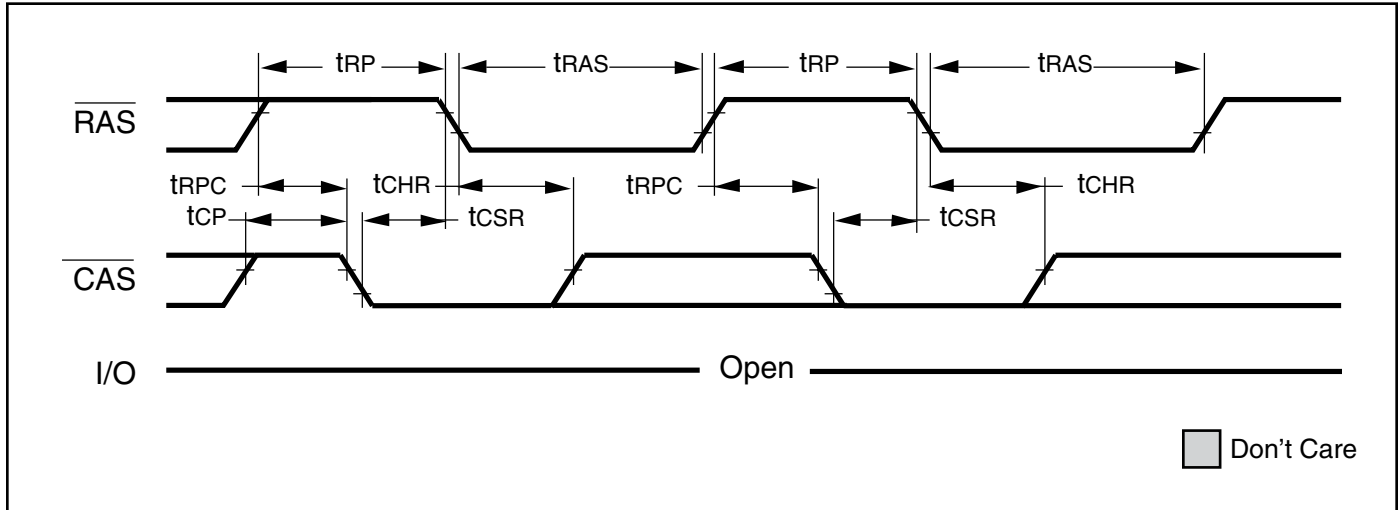 tRP tRAS tRP tRAS
RAS
tRPC tCHR tRPC tCHR
tCP tCSR tCSR
CAS
I/O Open
Don't Care